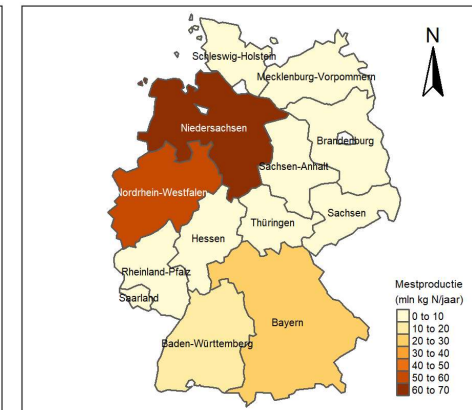 N
Schleswig-Holstein
Mecklenburg-Vorpommern
Niedersachsen
Brandenburg
Sachsen-Anhalt
Nordrhein-Westfalen
Sachsen
Thüringen
Hessen
Rheinland-Pfalz
Saarland
Bayern
Baden-Württemberg
Mestproductie
(mln kg N/jaar)
0 to 10
10 to 20
20 to 30
30 to 40
40 to 50
50 to 60
60 to 70